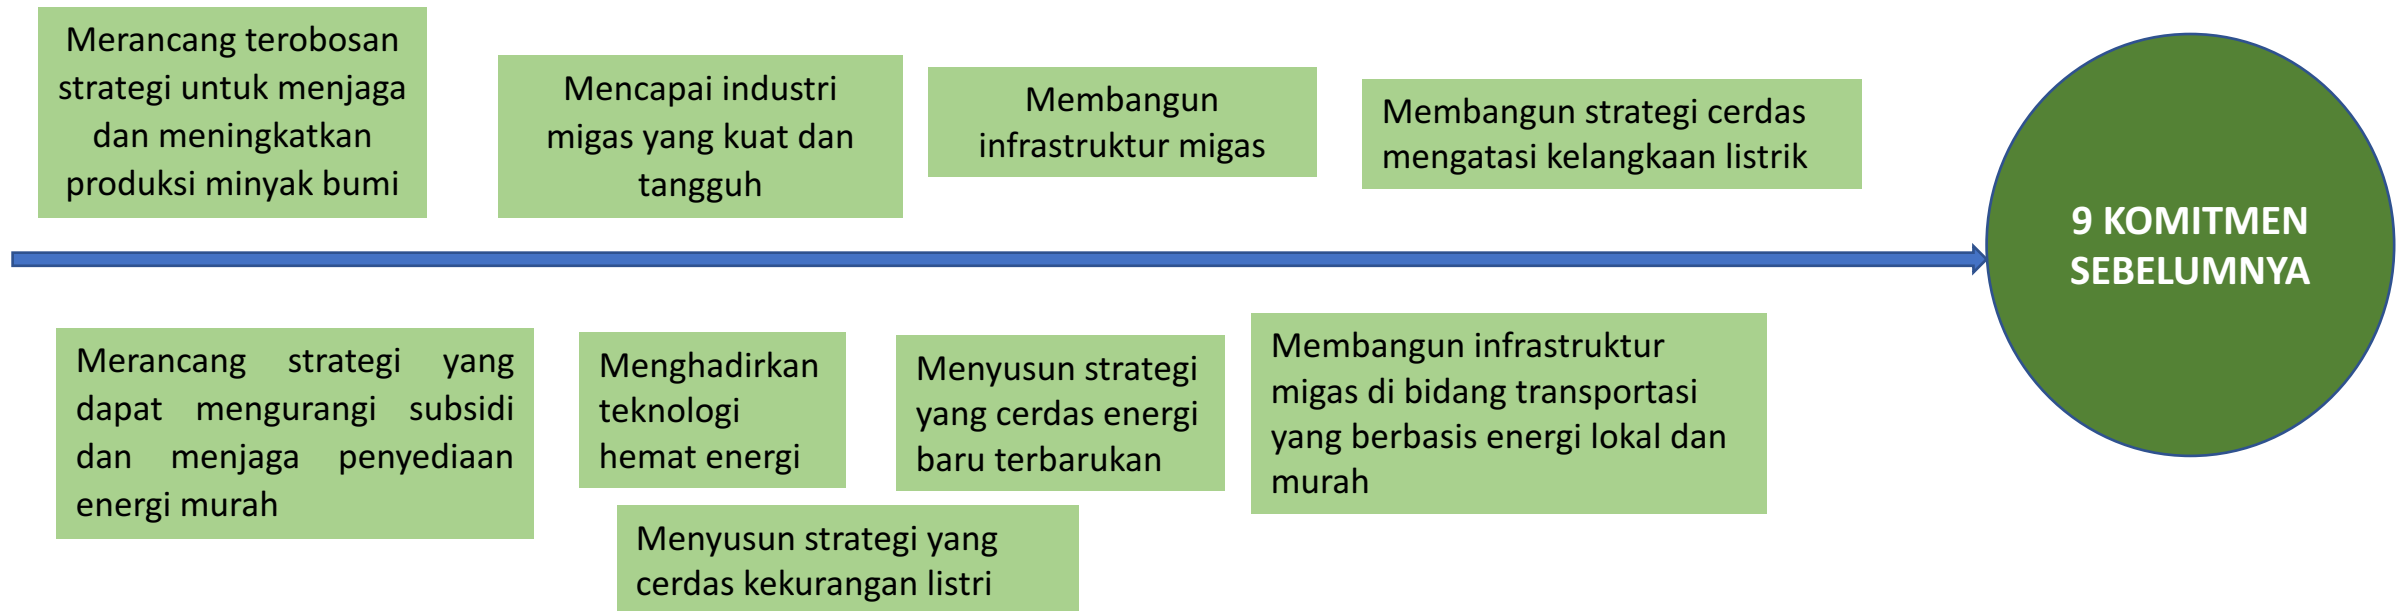 Merancang terobosan
strategi untuk menjaga
dan meningkatkan
produksi minyak bumi
Mencapai industri
migas yang kuat dan
tangguh
Membangun
infrastruktur migas
Membangun strategi cerdas
mengatasi kelangkaan listrik
9 KOMITMEN
SEBELUMNYA
Merancang strategi yang
dapat mengurangi subsidi
dan menjaga penyediaan
energi murah
Menghadirkan
teknologi
hemat energi
Menyusun strategi
yang cerdas energi
baru terbarukan
Membangun infrastruktur
migas di bidang transportasi
yang berbasis energi lokal dan
murah
Menyusun strategi yang
cerdas kekurangan listri